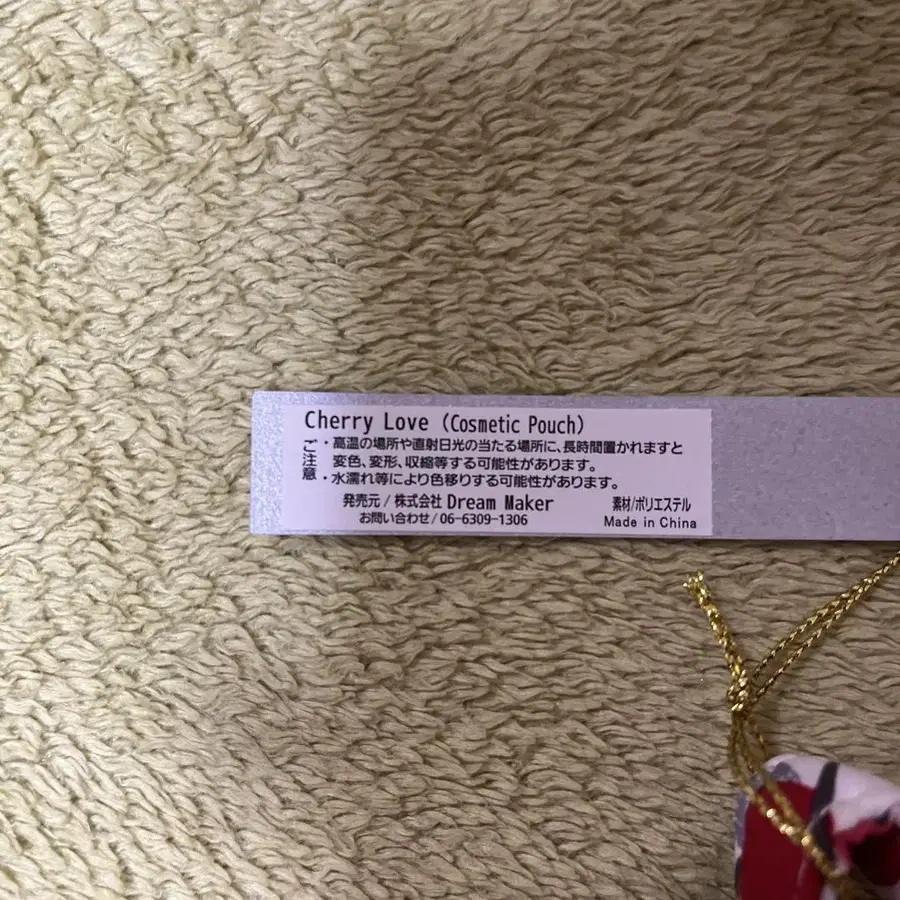 Cherry Love (Cosmetic Pouch)
ご注意
・高温の場所や直射日光の当たる場所に、長時間置かれますと
変色、変形、収縮等する可能性があります。
・水濡れ等により色移りする可能性があります。
発売元/株式会社 Dream Maker
お問い合わせ/06-6309-1306
素材/ポリエステル
Made in China